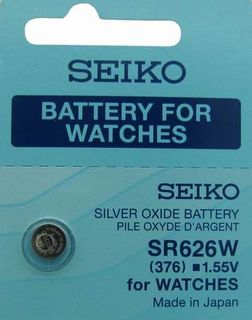 SEIKO
BATTERY FOR
WATCHES
SEIKO
SILVER OXIDE BATTERY
PILE OXYDE D'ARGENT
SR626W
(376) ■1.55V
for WATCHES
Made in Japan